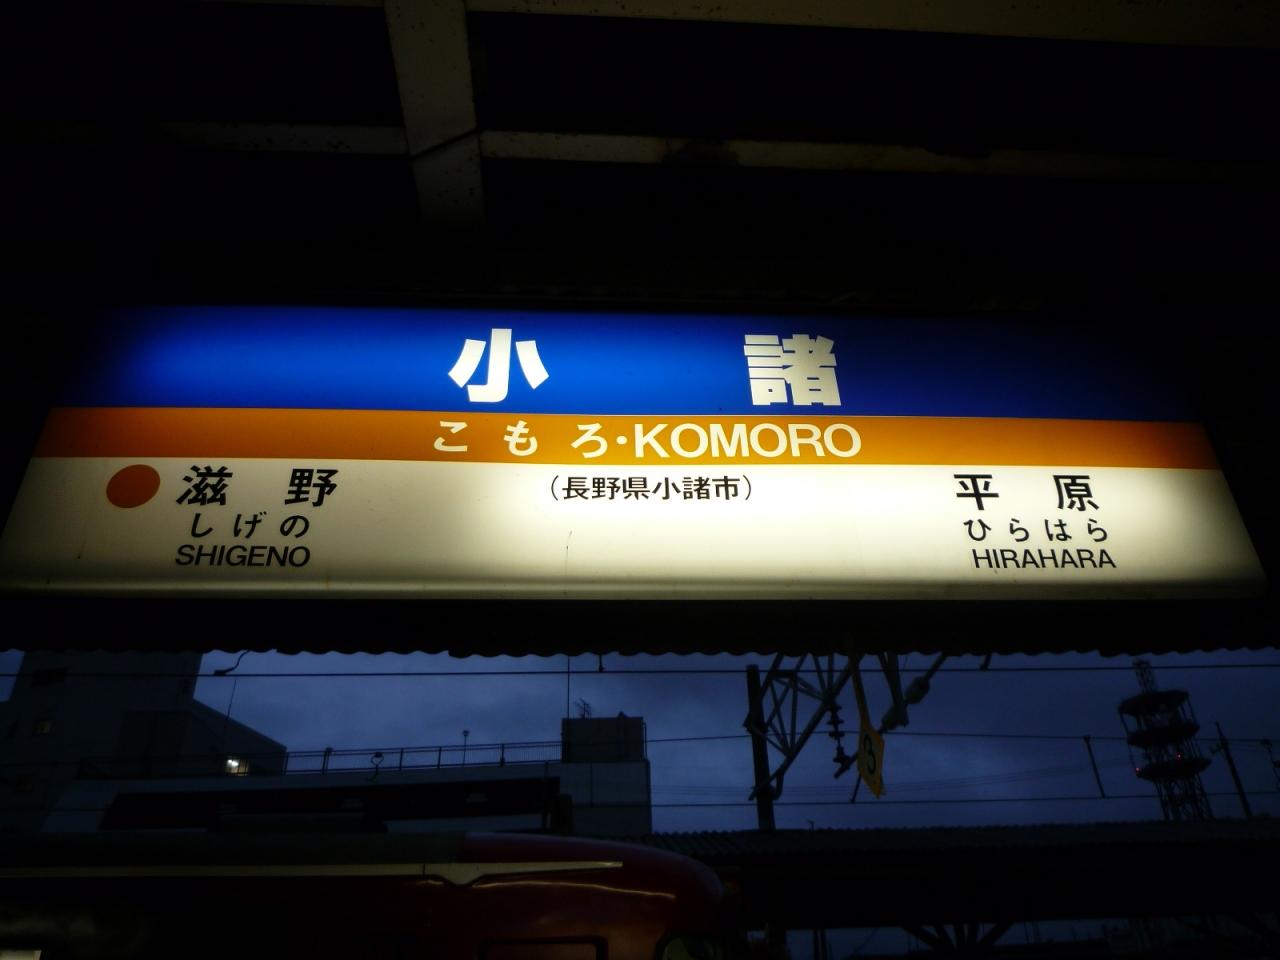 小諸
こもろ・KOMORO
滋野
しげの
SHIGENO
（長野県小諸市）
平原
ひらはら
HIRAHARA
3